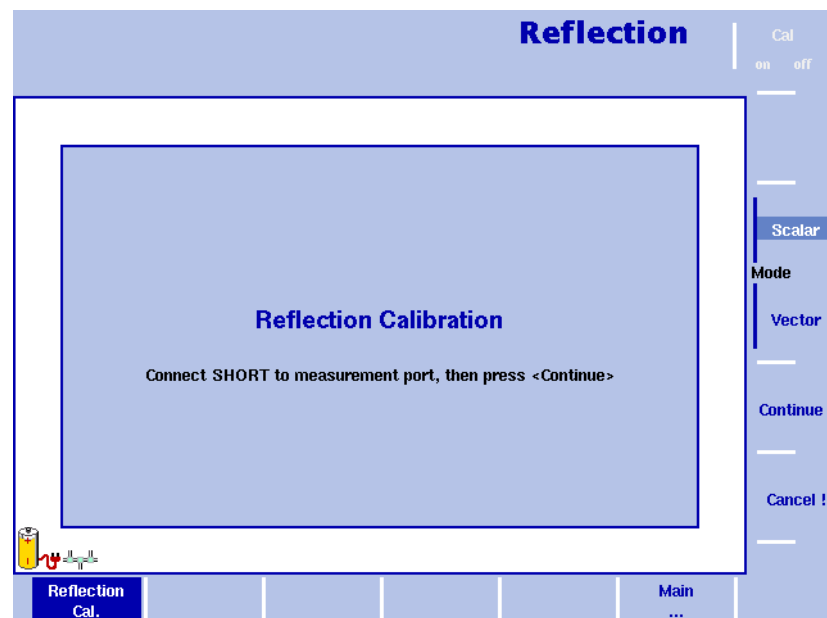 Reflection
Cal
on off
Scalar
Mode
Vector
Reflection Calibration
Connect SHORT to measurement port, then press <Continue>
Continue
Cancel !
Reflection
Cal.
Main
...